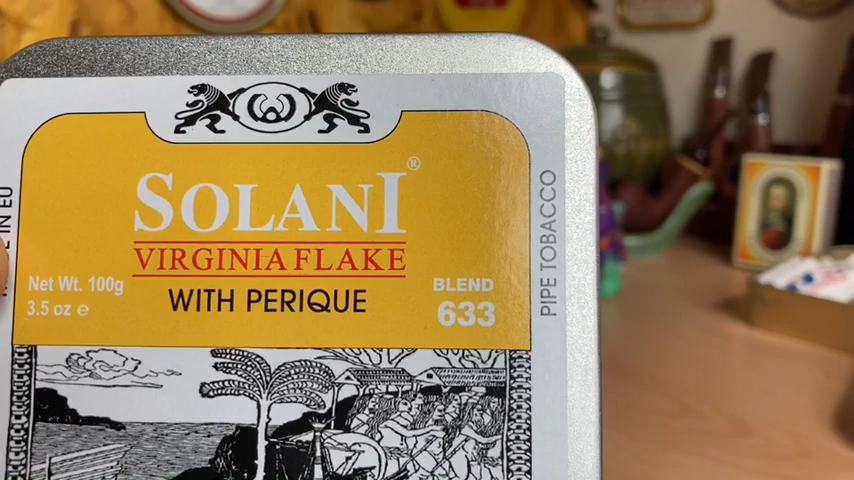 SOLANI®
VIRGINIA FLAKE
WITH PERIQUE
Net Wt. 100g
3.5 oz ℮
BLEND
633
PIPE TOBACCO
IN EU